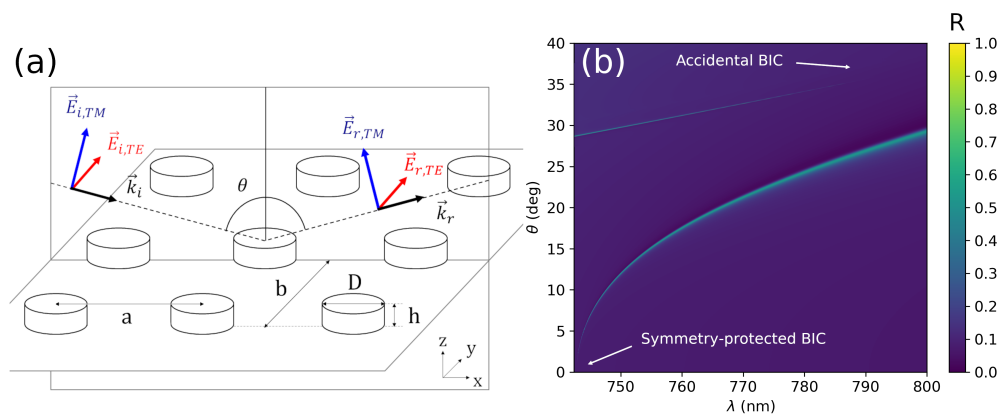 (a)
E⃗i,TM
E⃗i,TE
k⃗i
θ
E⃗r,TM
E⃗r,TE
k⃗r
a
b
D
h
z
y
x
(b)
R
Accidental BIC
Symmetry-protected BIC
40
35
30
25
20
15
10
5
0
θ (deg)
750
760
770
780
790
800
λ (nm)
1.0
0.9
0.8
0.7
0.6
0.5
0.4
0.3
0.2
0.1
0.0